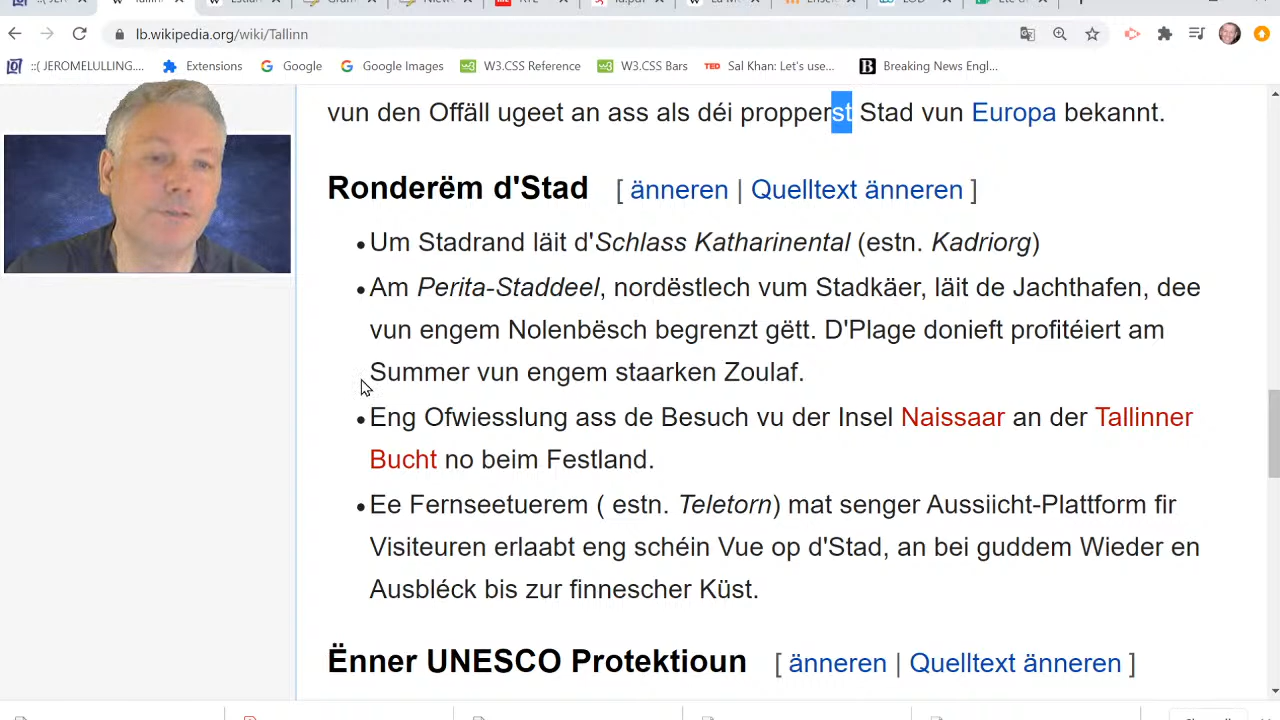 lb.wikipedia.org/wiki/Tallinn
::( JEROMELULLING.... Extensions Google Google Images W3.CSS Reference W3.CSS Bars TED Sal Khan: Let's use... B Breaking News Engl...
vun den Offäll ugeet an ass als déi propperst Stad vun Europa bekannt.
Ronderëm d'Stad [ änneren | Quelltext änneren ]
Um Stadrand läit d'Schlass Katharinental (estn. Kadriorg)
Am Perita-Staddeel, nordëstlech vum Stadkäer, läit de Jachthafen, dee
vun engem Nolenbësch begrenzt gëtt. D'Plage donieft profitéiert am
Summer vun engem staarken Zoulaf.
Eng Ofwiesslung ass de Besuch vu der Insel Naissaar an der Tallinner
Bucht no beim Festland.
Ee Fernseetuerem ( estn. Teletorn) mat senger Aussiicht-Plattform fir
Visiteuren erlaabt eng schéin Vue op d'Stad, an bei guddem Wieder en
Ausbléck bis zur finnescher Küst.
Ënner UNESCO Protektioun [ änneren | Quelltext änneren ]